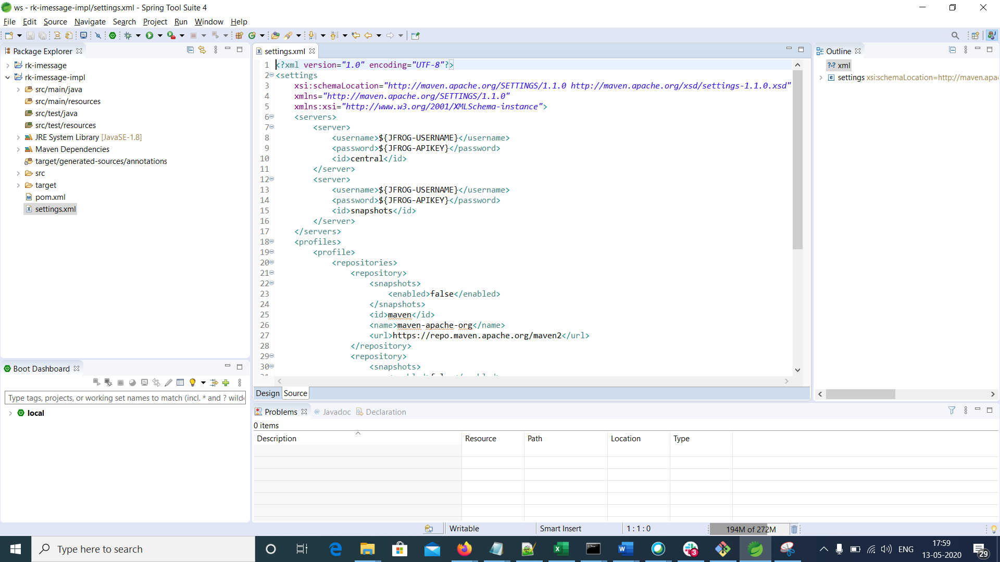 ws - rk-imessage-impl/settings.xml - Spring Tool Suite 4
File Edit Source Navigate Search Project Run Window Help
Package Explorer
rk-imessage
rk-imessage-impl
src/main/java
src/main/resources
src/test/java
src/test/resources
JRE System Library [JavaSE-1.8]
Maven Dependencies
target/generated-sources/annotations
src
target
pom.xml
settings.xml
Boot Dashboard
Type tags, projects, or working set names to match (incl. * and ? wild
local
settings.xml
1 <?xml version="1.0" encoding="UTF-8"?>
2 <settings
3 xsi:schemaLocation="http://maven.apache.org/SETTINGS/1.1.0 http://maven.apache.org/xsd/settings-1.1.0.xsd"
4 xmlns="http://maven.apache.org/SETTINGS/1.1.0"
5 xmlns:xsi="http://www.w3.org/2001/XMLSchema-instance">
6 <servers>
7 <server>
8 <username>${JFROG-USERNAME}</username>
9 <password>${JFROG-APIKEY}</password>
10 <id>central</id>
11 </server>
12 <server>
13 <username>${JFROG-USERNAME}</username>
14 <password>${JFROG-APIKEY}</password>
15 <id>snapshots</id>
16 </server>
17 </servers>
18 <profiles>
19 <profile>
20 <repositories>
21 <repository>
22 <snapshots>
23 <enabled>false</enabled>
24 </snapshots>
25 <id>maven</id>
26 <name>maven-apache-org</name>
27 <url>https://repo.maven.apache.org/maven2</url>
28 </repository>
29 <repository>
30 <snapshots>
Design Source
Outline
xml
settings xsi:schemaLocation=http://maven.apa
Problems @ Javadoc Declaration
0 items
Description Resource Path Location Type
Writable Smart Insert 1 : 1 : 0 194M of 272M
Type here to search
3
ENG
17:59
13-05-2020
29